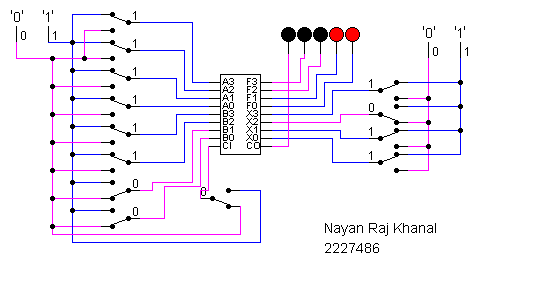 '0' '1'
0 1
1
1
1
1
1
1
0
0
A3 F3
A2 F2
A1 F1
A0 F0
B3 X3
B2 X2
B1 X1
B0 X0
CI CO
0
'0' '1'
0 1
1
0
1
1
Nayan Raj Khanal
2227486